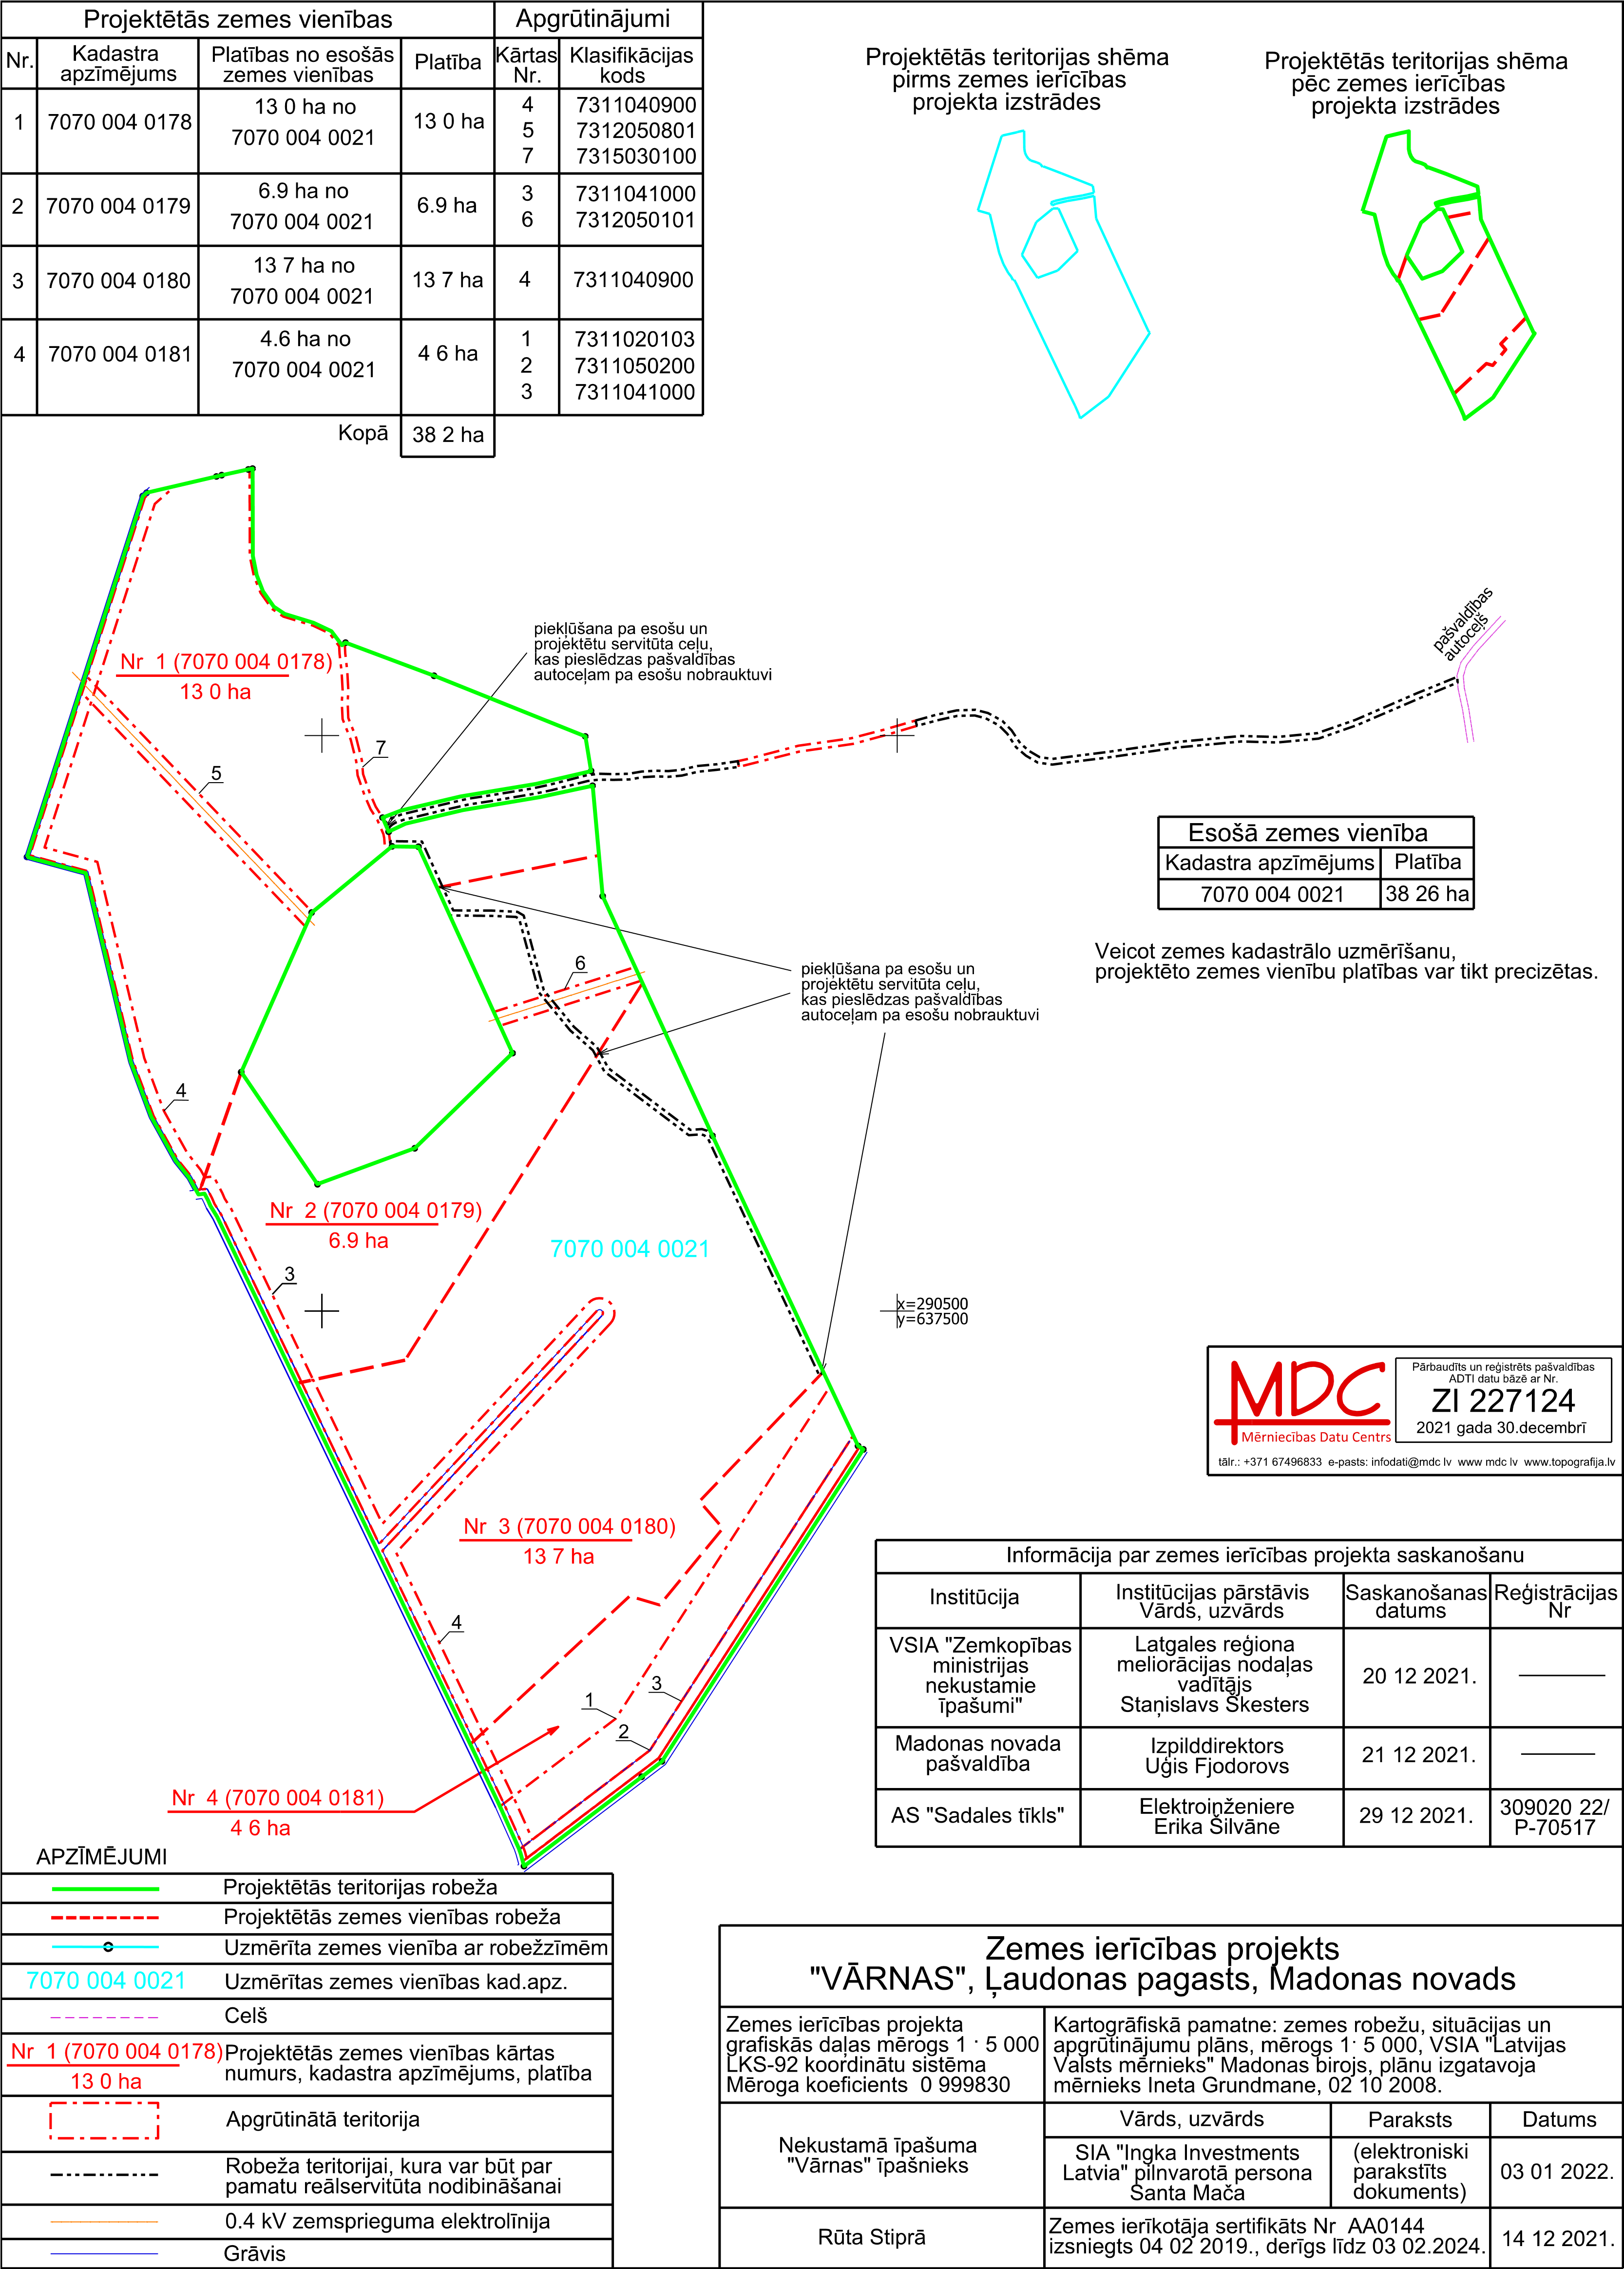 Projektētās zemes vienības
Apgrūtinājumi
Nr.
Kadastra
apzīmējums
Platības no esošās
zemes vienības
Platība
Kārtas
Nr.
Klasifikācijas
kods
1
7070 004 0178
13 0 ha no
7070 004 0021
13 0 ha
4
7311040900
5
7312050801
7
7315030100
2
7070 004 0179
6.9 ha no
7070 004 0021
6.9 ha
3
7311041000
6
7312050101
3
7070 004 0180
13 7 ha no
7070 004 0021
13 7 ha
4
7311040900
4
7070 004 0181
4.6 ha no
7070 004 0021
4 6 ha
1
7311020103
2
7311050200
3
7311041000
Kopā
38 2 ha
Projektētās teritorijas shēma
pirms zemes ierīcības
projekta izstrādes
Projektētās teritorijas shēma
pēc zemes ierīcības
projekta izstrādes
pašvaldības
autoceļš
piekļūšana pa esošu un
projektētu servitūta ceļu,
kas pieslēdzas pašvaldības
autoceļam pa esošu nobrauktuvi
Nr 1 (7070 004 0178)
13 0 ha
7
5
Esošā zemes vienība
Kadastra apzīmējums
Platība
7070 004 0021
38 26 ha
Veicot zemes kadastrālo uzmērīšanu,
projektēto zemes vienību platības var tikt precizētas.
6
piekļūšana pa esošu un
projektētu servitūta ceļu,
kas pieslēdzas pašvaldības
autoceļam pa esošu nobrauktuvi
4
Nr 2 (7070 004 0179)
6.9 ha
7070 004 0021
3
x=290500
y=637500
MDC
Mērniecības Datu Centrs
Pārbaudīts un reģistrēts pašvaldības
ADTI datu bāzē ar Nr.
ZI 227124
2021 gada 30.decembrī
tālr.: +371 67496833 e-pasts: infodati@mdc lv www mdc lv www.topografija.lv
Nr 3 (7070 004 0180)
13 7 ha
4
3
1
2
Nr 4 (7070 004 0181)
4 6 ha
Informācija par zemes ierīcības projekta saskaņošanu
Institūcija
Institūcijas pārstāvis
Vārds, uzvārds
Saskaņošanas
datums
Reģistrācijas
Nr
VSIA "Zemkopības
ministrijas
nekustamie
īpašumi"
Latgales reģiona
meliorācijas nodaļas
vadītājs
Staņislavs Šķesters
20 12 2021.
Madonas novada
pašvaldība
Izpilddirektors
Uģis Fjodorovs
21 12 2021.
AS "Sadales tīkls"
Elektroinženiere
Erika Silvāne
29 12 2021.
309020 22/
P-70517
APZĪMĒJUMI
Projektētās teritorijas robeža
Projektētās zemes vienības robeža
Uzmērīta zemes vienība ar robežzīmēm
7070 004 0021
Uzmērītas zemes vienības kad.apz.
Ceļš
Nr 1 (7070 004 0178)
13 0 ha
Projektētās zemes vienības kārtas
numurs, kadastra apzīmējums, platība
Apgrūtinātā teritorija
Robeža teritorijai, kura var būt par
pamatu reālservitūta nodibināšanai
0.4 kV zemsprieguma elektrolīnija
Grāvis
Zemes ierīcības projekts
"VĀRNAS", Ļaudonas pagasts, Madonas novads
Zemes ierīcības projekta
grafiskās daļas mērogs 1 : 5 000
LKS-92 koordinātu sistēma
Mēroga koeficients 0 999830
Kartogrāfiskā pamatne: zemes robežu, situācijas un
apgrūtinājumu plāns, mērogs 1: 5 000, VSIA "Latvijas
Valsts mērnieks" Madonas birojs, plānu izgatavoja
mērnieks Ineta Grundmane, 02 10 2008.
Nekustamā īpašuma
"Vārnas" īpašnieks
Vārds, uzvārds
Paraksts
Datums
SIA "Ingka Investments
Latvia" pilnvarotā persona
Santa Mača
(elektroniski
parakstīts
dokuments)
03 01 2022.
Rūta Stiprā
Zemes ierīkotāja sertifikāts Nr AA0144
izsniegts 04 02 2019., derīgs līdz 03 02.2024.
14 12 2021.